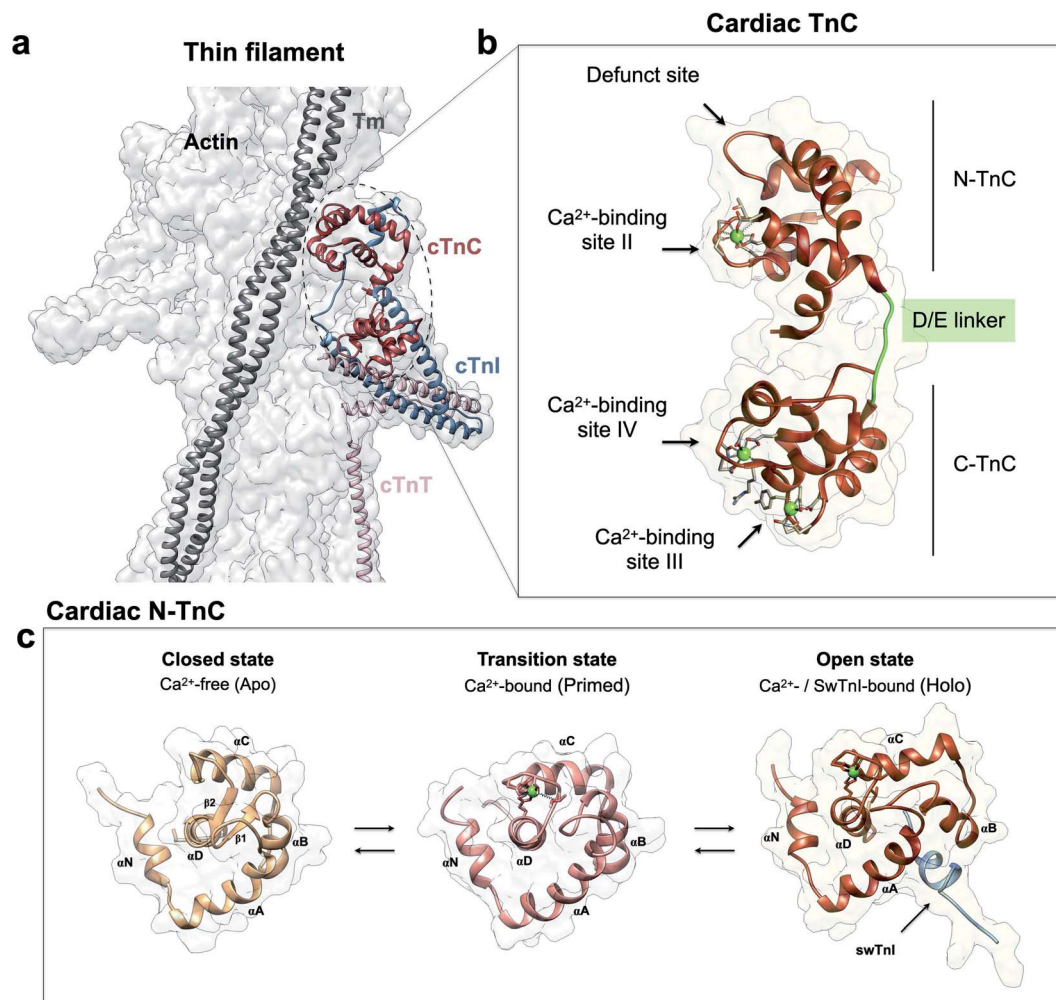 a
Thin filament
Actin
Tm
cTnC
cTnI
cTnT
b
Cardiac TnC
Defunct site
N-TnC
Ca²⁺-binding
site II
D/E linker
Ca²⁺-binding
site IV
C-TnC
Ca²⁺-binding
site III
Cardiac N-TnC
c
Closed state
Ca²⁺-free (Apo)
αC
β2
β1
αB
αN
αD
αA
Transition state
Ca²⁺-bound (Primed)
αC
αN
αD
αB
αA
Open state
Ca²⁺- / SwTnI-bound (Holo)
αC
αB
αN
αD
αA
swTnI